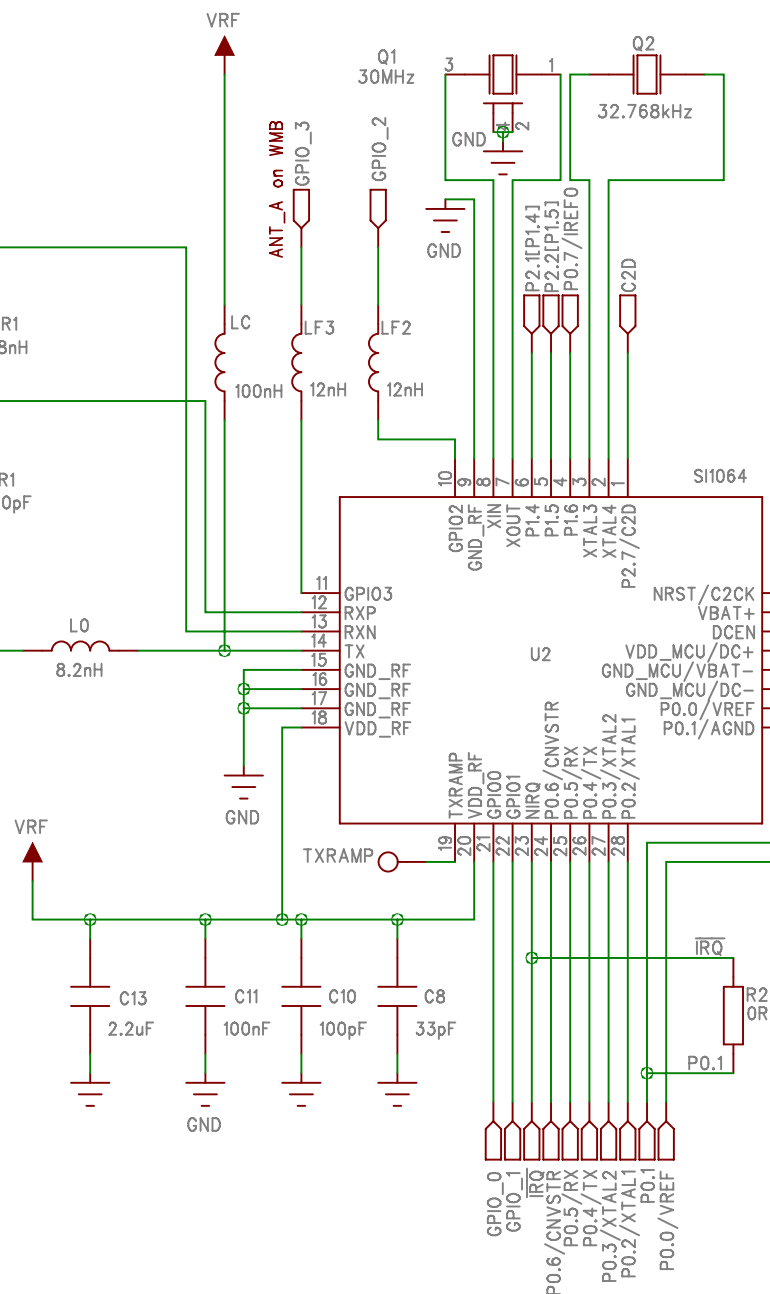 VRF
Q1
30MHz
3
1
Q2
32.768kHz
GND
2
ANT_A on WMB
GPIO_3
GPIO_2
GND
P2.1[P1.4]
P2.2[P1.5]
P0.7/IREF0
C2D
R1
8nH
LC
100nH
LF3
12nH
LF2
12nH
R1
0pF
SI1064
10
9
8
7
6
5
4
3
2
1
GPIO2
GND_RF
XIN
XOUT
P1.4
P1.5
P1.6
XTAL3
XTAL4
P2.7/C2D
11 GPIO3
12 RXP
13 RXN
14 TX
15 GND_RF
16 GND_RF
17 GND_RF
18 VDD_RF
NRST/C2CK
VBAT+
DCEN
VDD_MCU/DC+
GND_MCU/VBAT-
GND_MCU/DC-
P0.0/VREF
P0.1/AGND
U2
LO
8.2nH
GND
TXRAMP
VDD_RF
GPIO0
GPIO1
NIRQ
P0.6/CNVSTR
P0.5/RX
P0.4/TX
P0.3/XTAL2
P0.2/XTAL1
19
20
21
22
23
24
25
26
27
28
VRF
TXRAMP
C13
2.2uF
C11
100nF
C10
100pF
C8
33pF
GND
IRQ
R2
0R
P0.1
GPIO_0
GPIO_1
IRQ
P0.6/CNVSTR
P0.5/RX
P0.4/TX
P0.3/XTAL2
P0.2/XTAL1
P0.1
P0.0/VREF